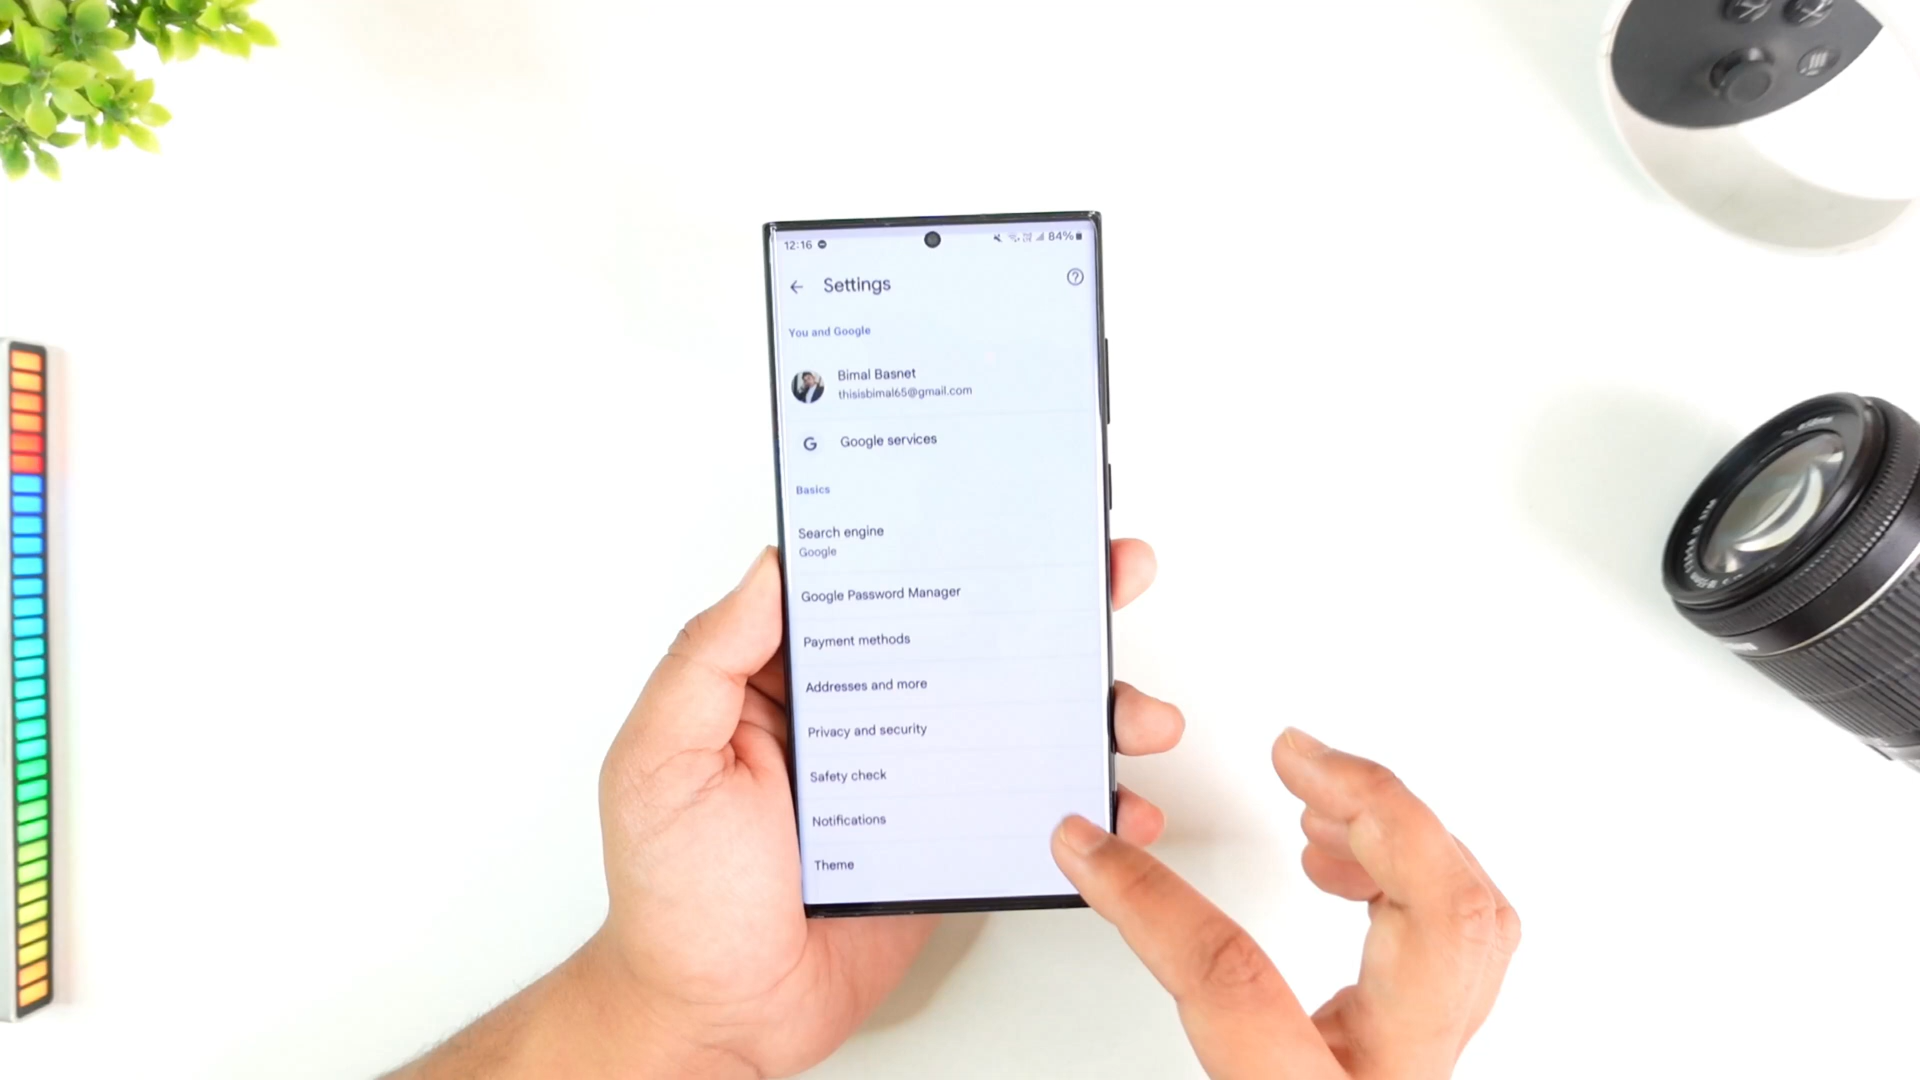 12:16
84%
Settings
You and Google
Bimal Basnet
thisisbimal65@gmail.com
G
Google services
Basics
Search engine
Google
Google Password Manager
Payment methods
Addresses and more
Privacy and security
Safety check
Notifications
Theme